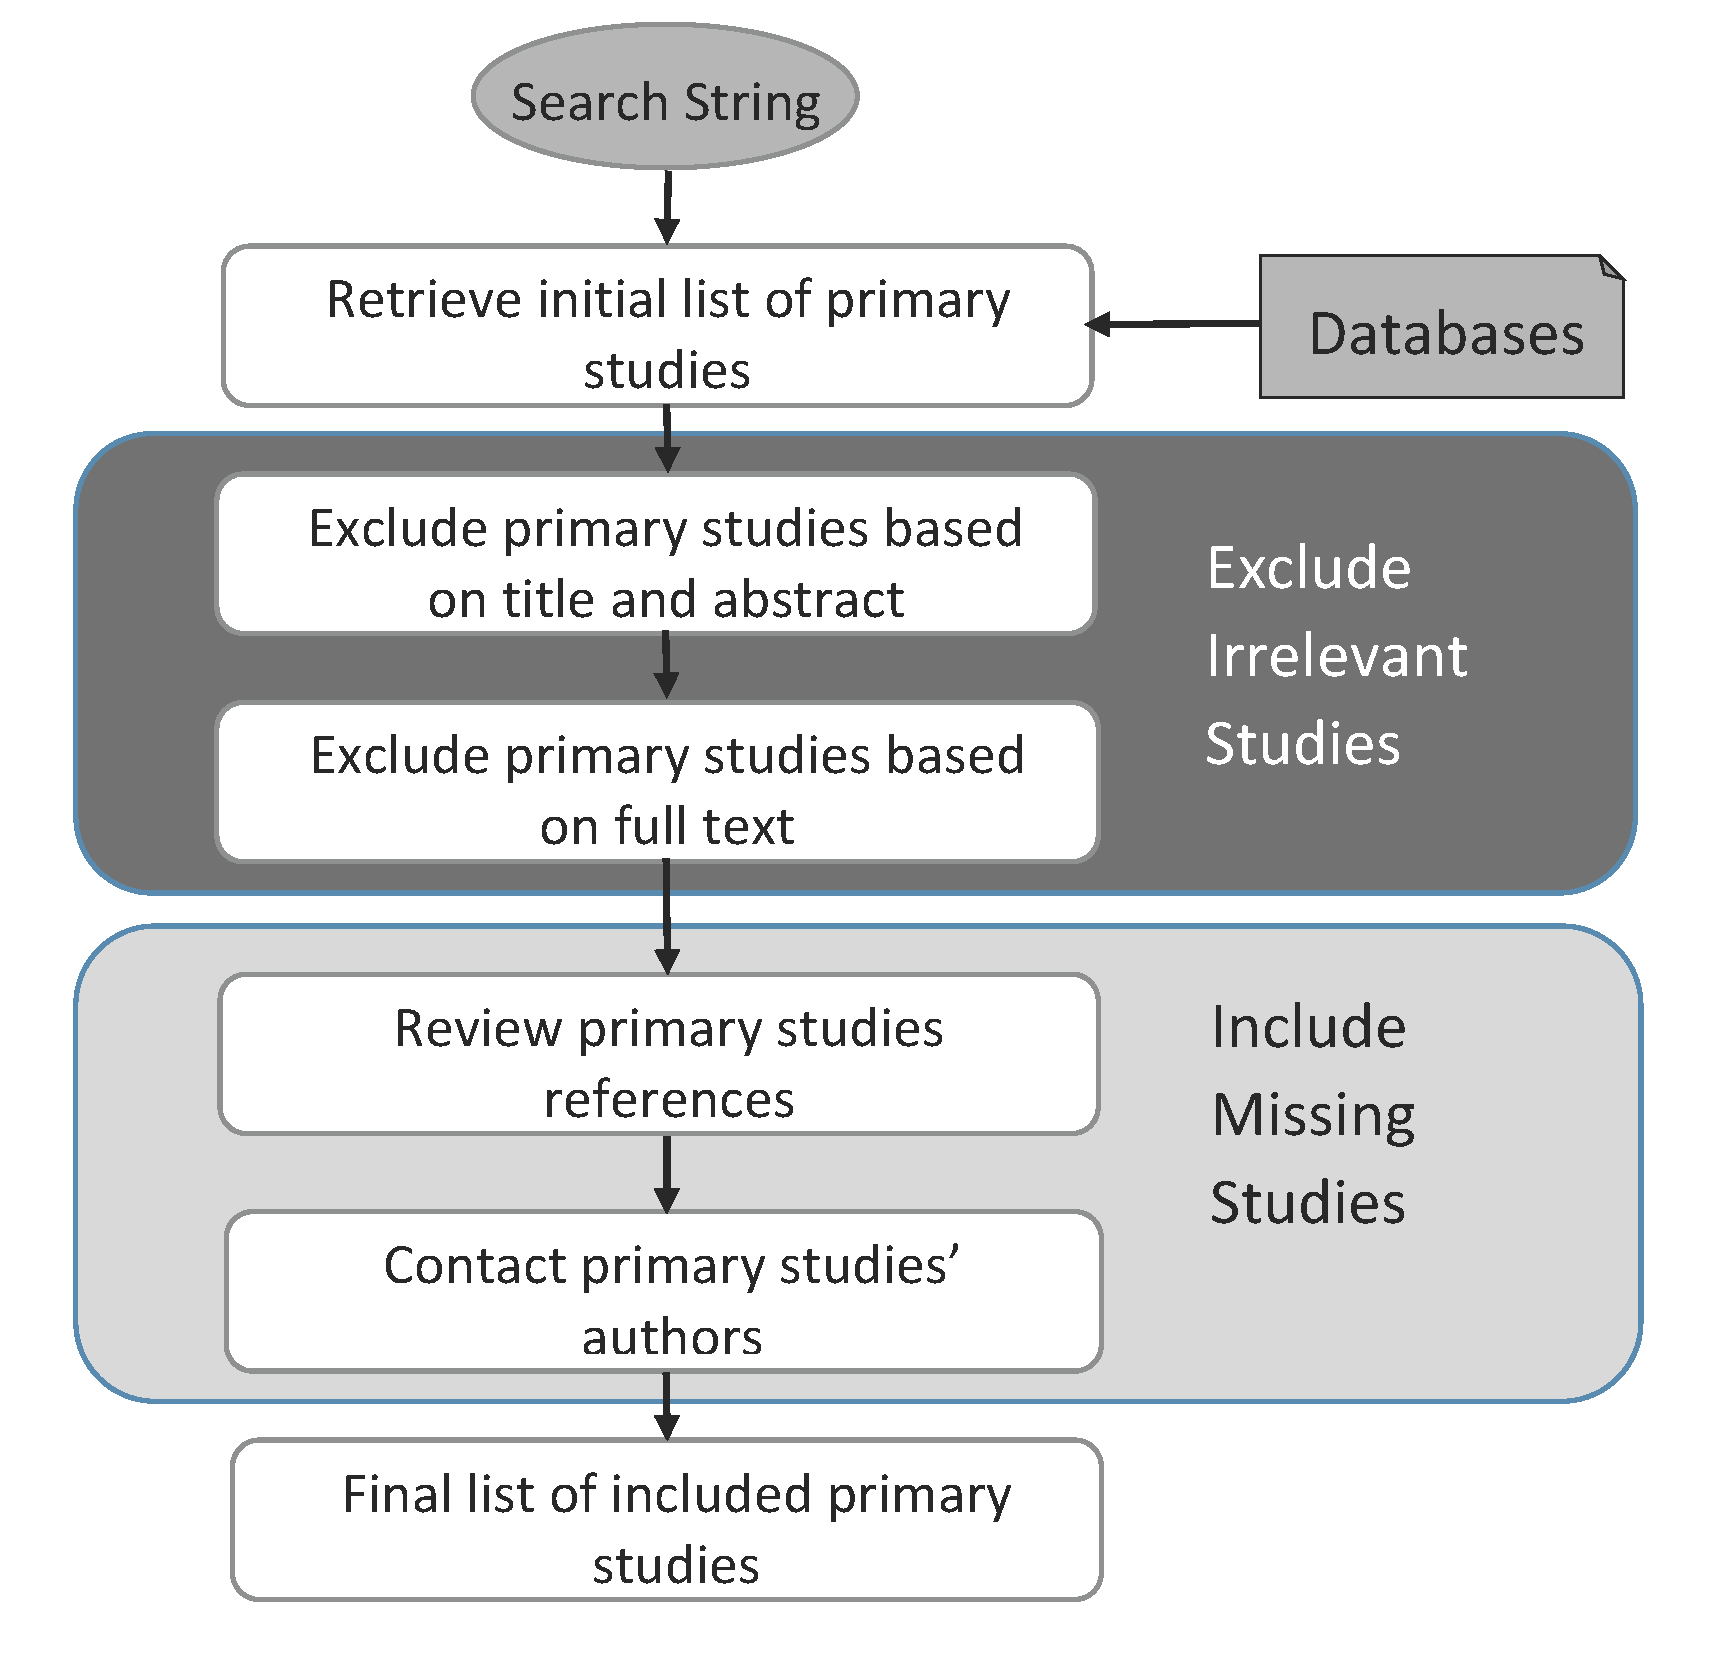 Search String
Retrieve initial list of primary
studies
Databases
Exclude primary studies based
on title and abstract
Exclude primary studies based
on full text
Exclude
Irrelevant
Studies
Review primary studies
references
Contact primary studies’
authors
Include
Missing
Studies
Final list of included primary
studies